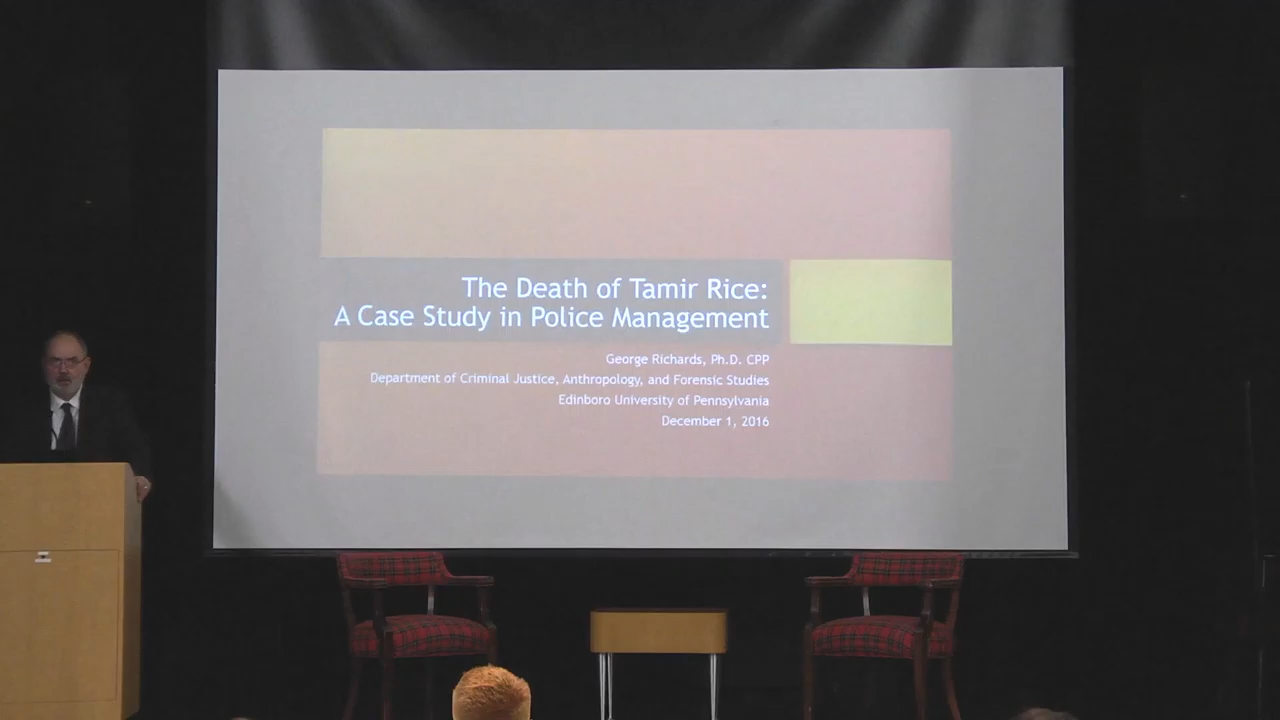 The Death of Tamir Rice:
A Case Study in Police Management
George Richards, Ph.D. CPP
Department of Criminal Justice, Anthropology, and Forensic Studies
Edinboro University of Pennsylvania
December 1, 2016